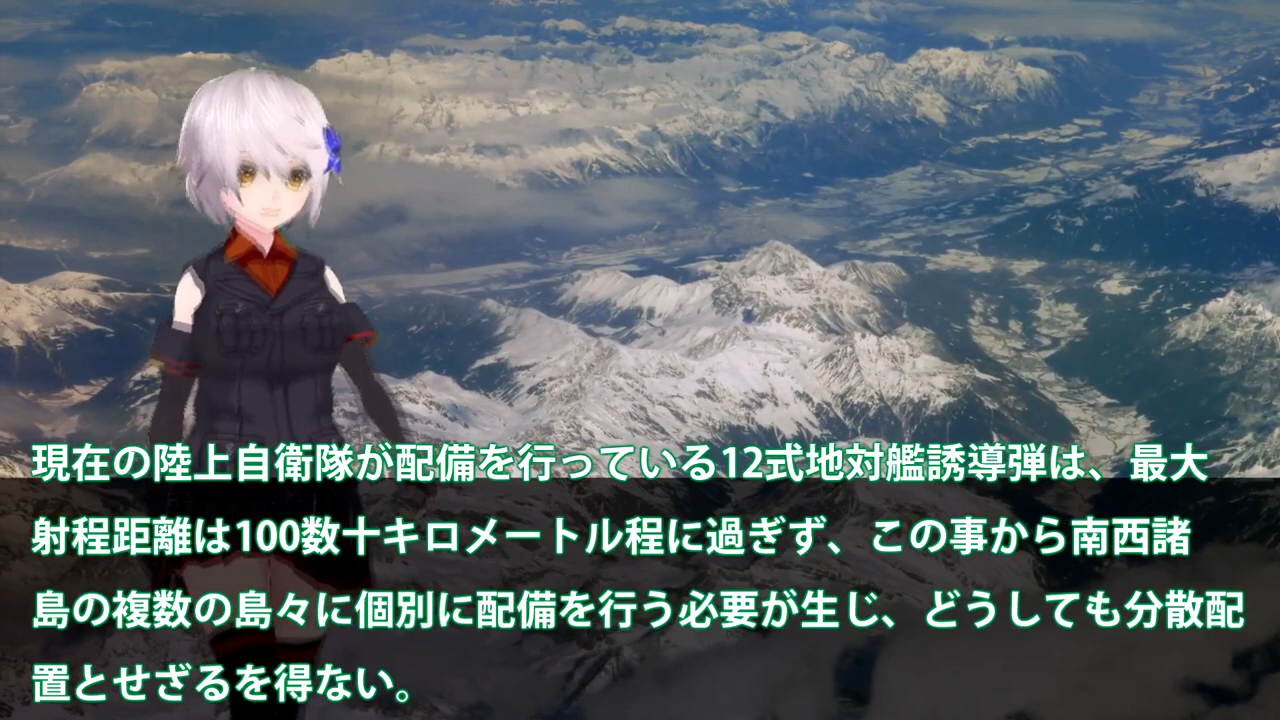 現在の陸上自衛隊が配備を行っている12式地対艦誘導弾は、最大
射程距離は100数十キロメートル程に過ぎず、この事から南西諸
島の複数の島々に個別に配備を行う必要が生じ、どうしても分散配
置とせざるを得ない。